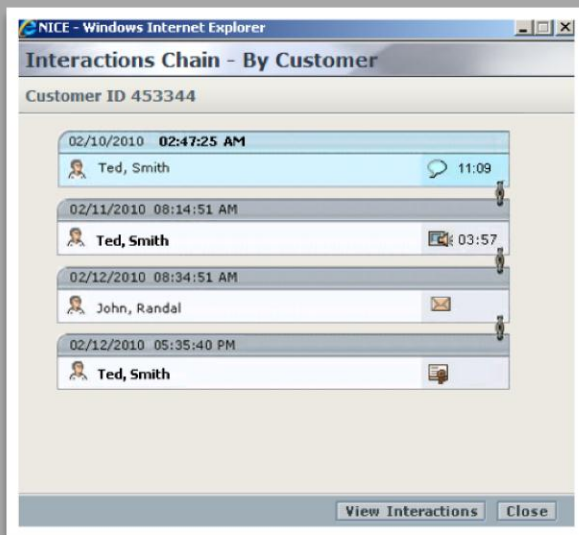 NICE - Windows Internet Explorer
Interactions Chain - By Customer
Customer ID 453344
02/10/2010 02:47:25 AM
Ted, Smith 11:09
02/11/2010 08:14:51 AM
Ted, Smith 03:57
02/12/2010 08:34:51 AM
John, Randal
02/12/2010 05:35:40 PM
Ted, Smith
View Interactions Close